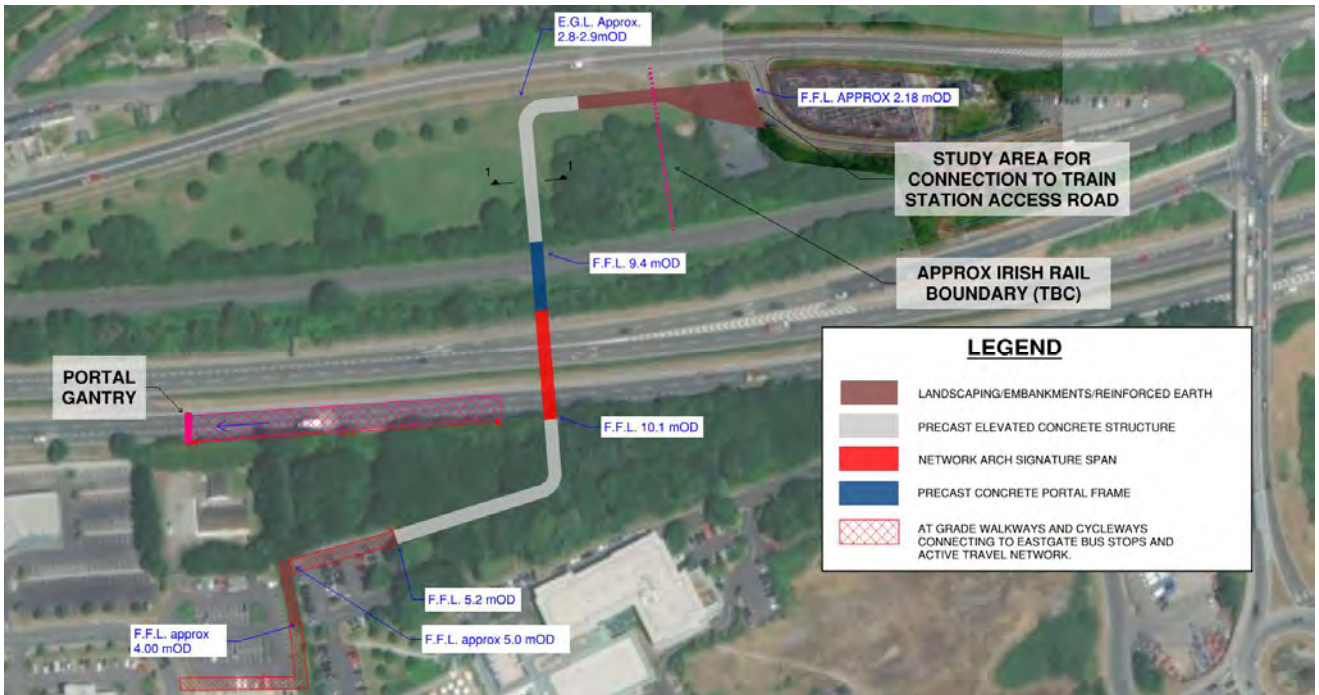 E.G.L. Approx.
2.8-2.9mOD
F.F.L. APPROX 2.18 mOD
STUDY AREA FOR
CONNECTION TO TRAIN
STATION ACCESS ROAD
1
1
F.F.L. 9.4 mOD
APPROX IRISH RAIL
BOUNDARY (TBC)
PORTAL
GANTRY
F.F.L. 10.1 mOD
F.F.L. 5.2 mOD
F.F.L. approx 5.0 mOD
F.F.L. approx
4.00 mOD
LEGEND
LANDSCAPING/EMBANKMENTS/REINFORCED EARTH
PRECAST ELEVATED CONCRETE STRUCTURE
NETWORK ARCH SIGNATURE SPAN
PRECAST CONCRETE PORTAL FRAME
AT GRADE WALKWAYS AND CYCLEWAYS
CONNECTING TO EASTGATE BUS STOPS AND
ACTIVE TRAVEL NETWORK.